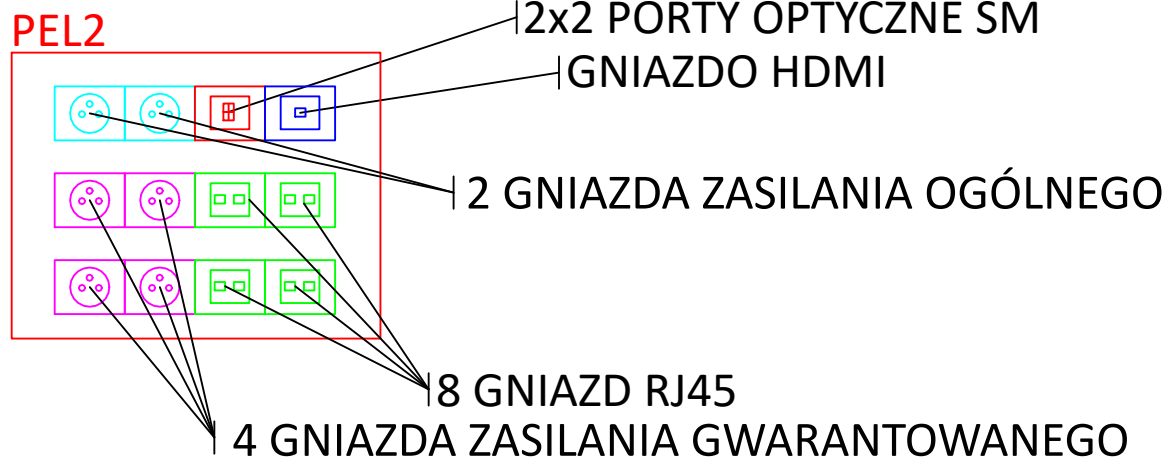 PEL2
2x2 PORTY OPTYCZNE SM
GNIAZDO HDMI
2 GNIAZDA ZASILANIA OGÓLNEGO
8 GNIAZD RJ45
4 GNIAZDA ZASILANIA GWARANTOWANEGO